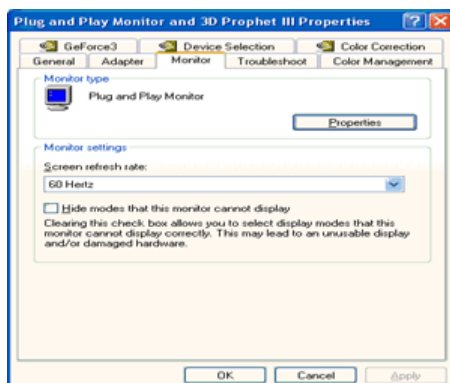 Plug and Play Monitor and 3D Prophet III Properties
GeForce3 Device Selection Color Correction
General Adapter Monitor Troubleshoot Color Management
Monitor type
Plug and Play Monitor
Properties
Monitor settings
Screen refresh rate:
60 Hertz
Hide modes that this monitor cannot display
Clearing this check box allows you to select display modes that this
monitor cannot display correctly. This may lead to an unusable display
and/or damaged hardware.
OK Cancel Apply